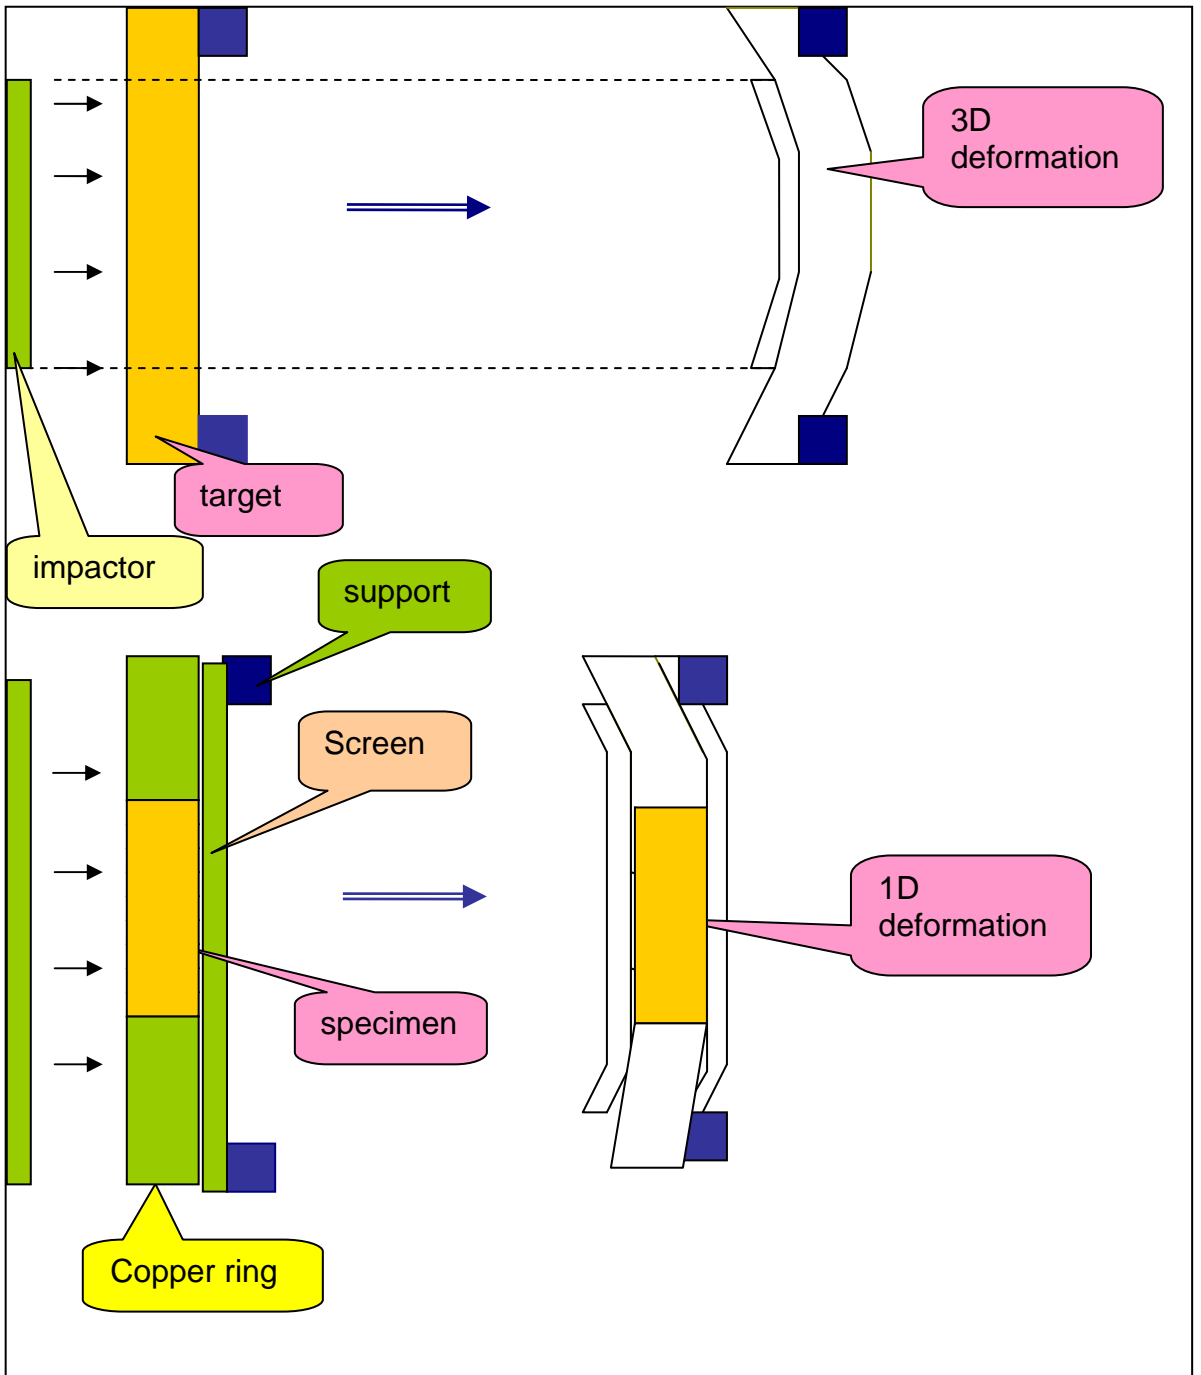 3D
deformation
target
impactor
support
Screen
1D
deformation
specimen
Copper ring